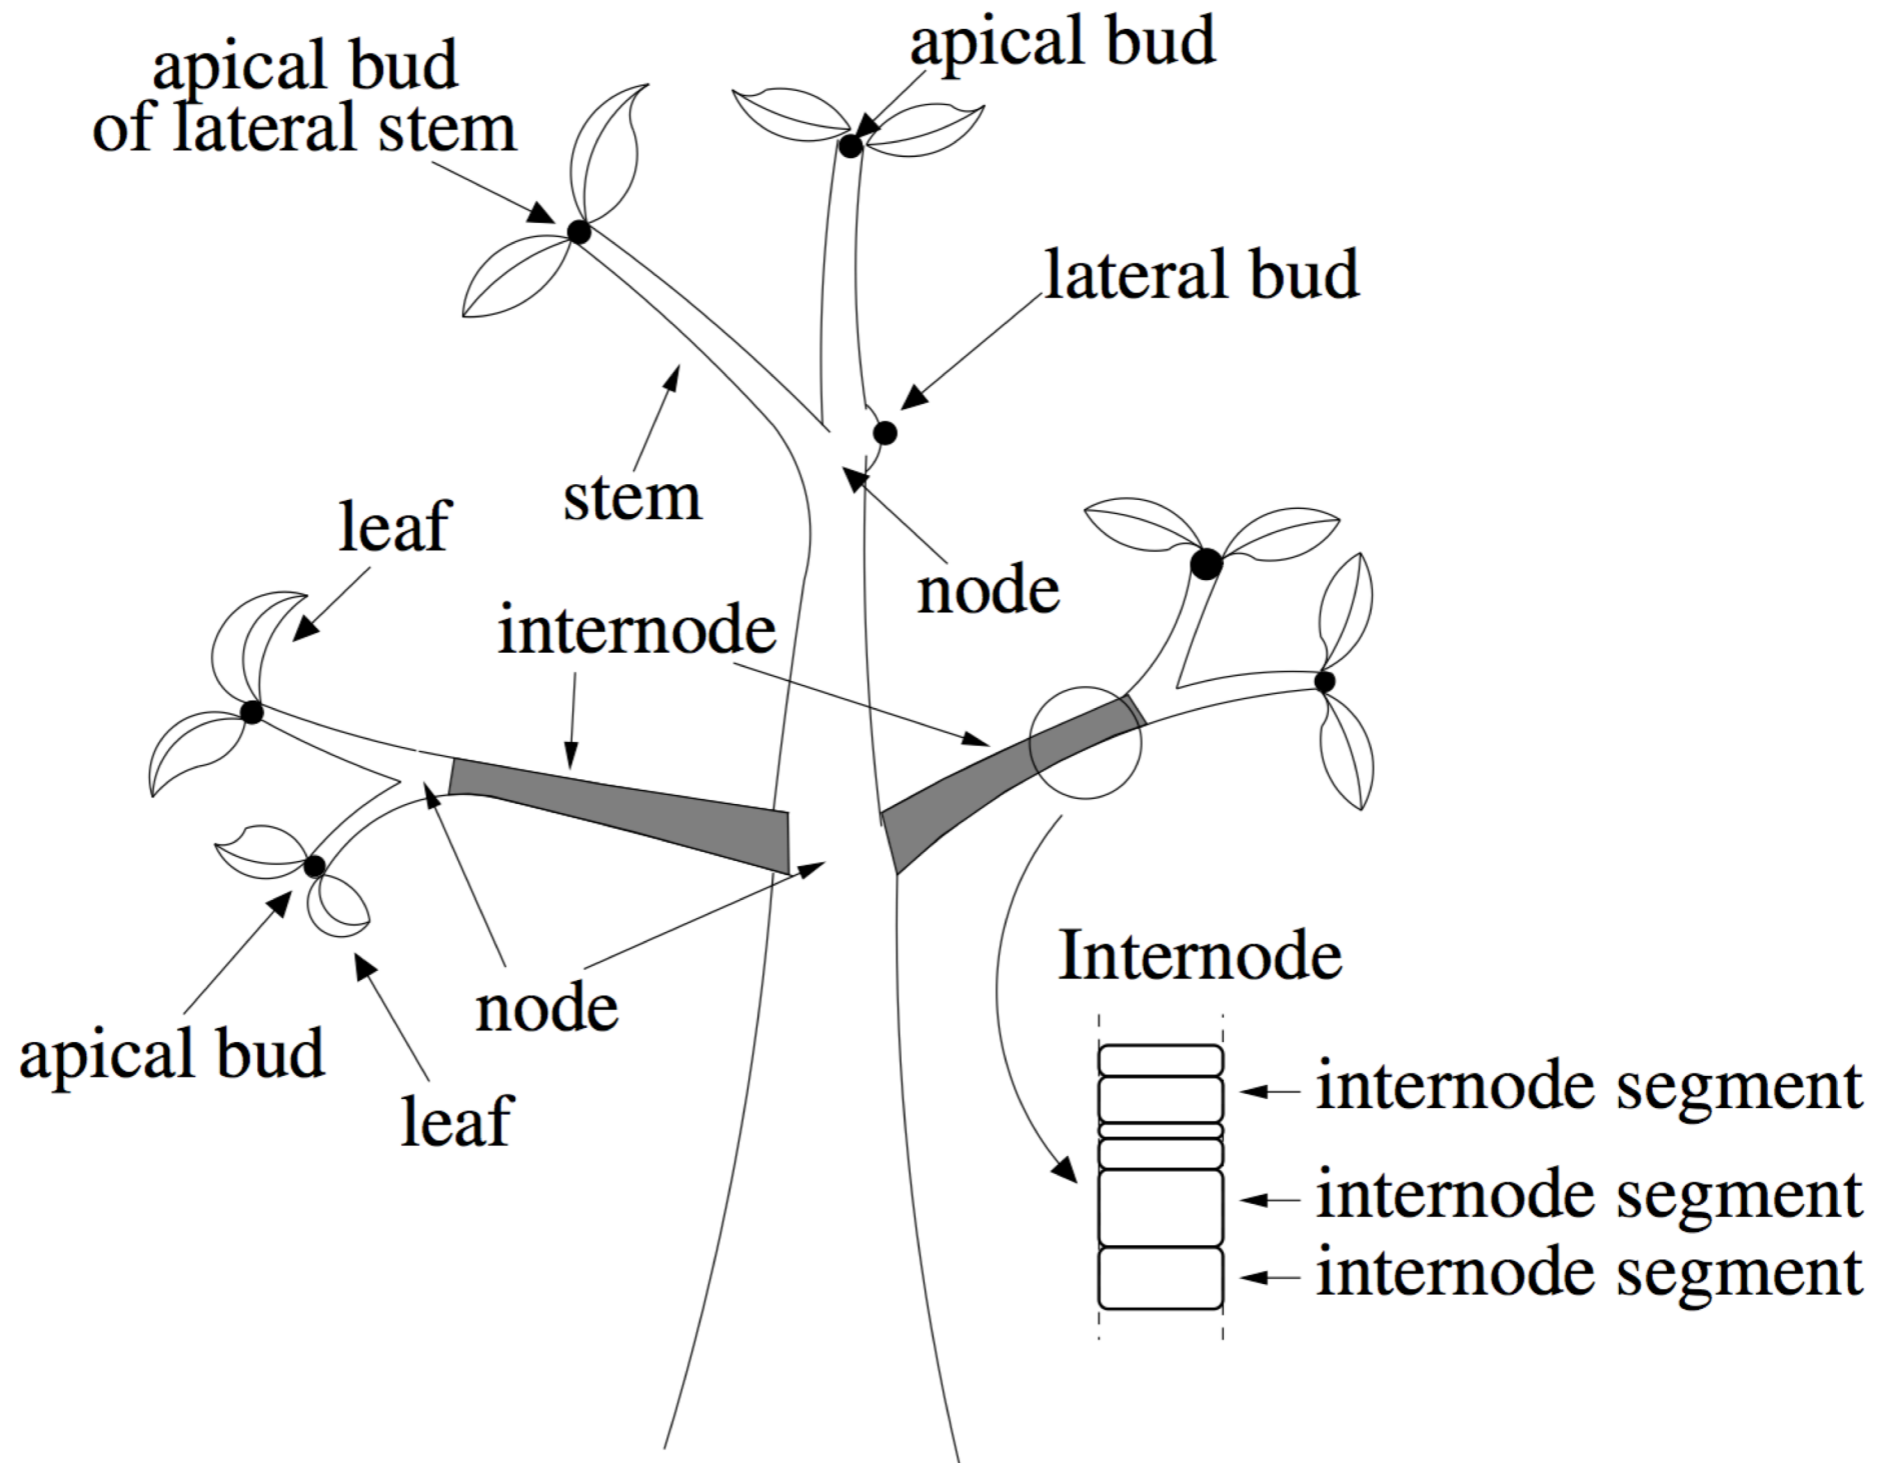 apical bud
apical bud
of lateral stem
lateral bud
stem
leaf
node
internode
Internode
node
apical bud
leaf
internode segment
internode segment
internode segment